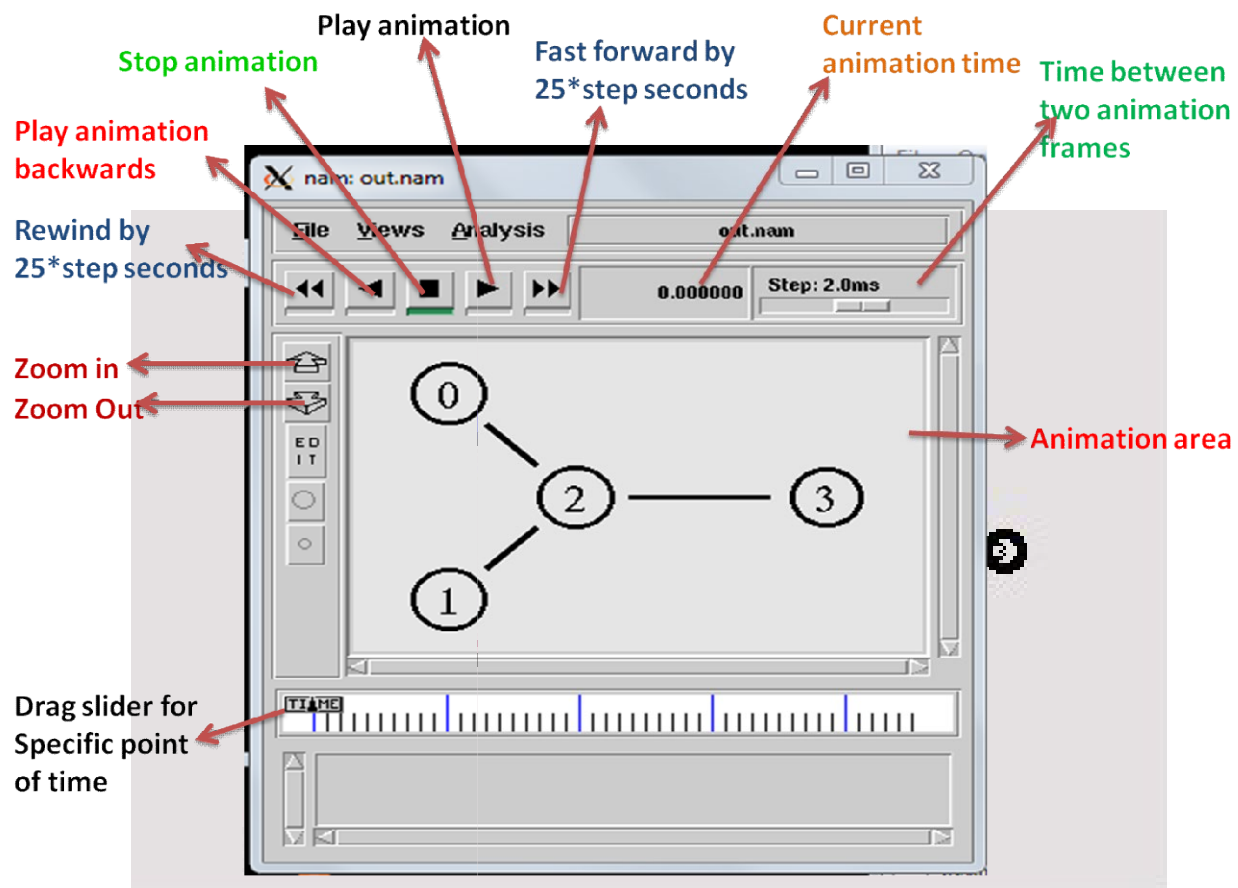 Play animation
Stop animation
Fast forward by
25*step seconds
Current
animation time
Time between
two animation
frames
Play animation
backwards
Rewind by
25*step seconds
nam: out.nam
File Views Analysis out.nam
0.000000 Step: 2.0ms
Zoom in
Zoom Out
ED
IT
0
2
3
1
Animation area
3
Drag slider for
Specific point
of time
TIME